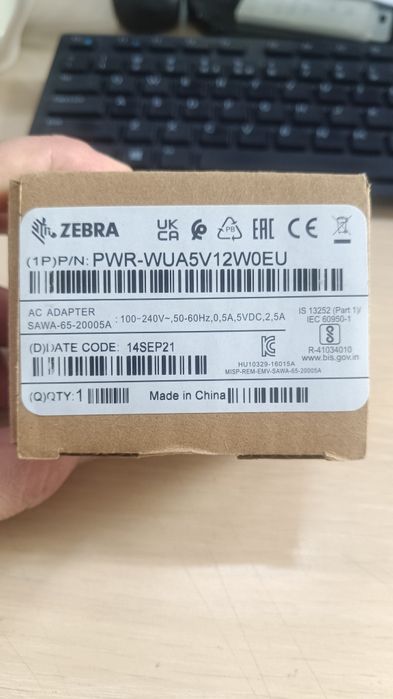 ZEBRA UK CA PB EAC CE
(1P)P/N: PWR-WUA5V12W0EU
AC ADAPTER
SAWA-65-20005A : 100-240V~,50-60Hz,0,5A,5VDC,2,5A
IS 13252 (Part 1)/
IEC 60950-1
R-41034010
www.bis.gov.in
(D)DATE CODE: 14SEP21
HU10329-16015A
MISP-REM-EMV-SAWA-65-20005A
(Q)QTY: 1 Made in China